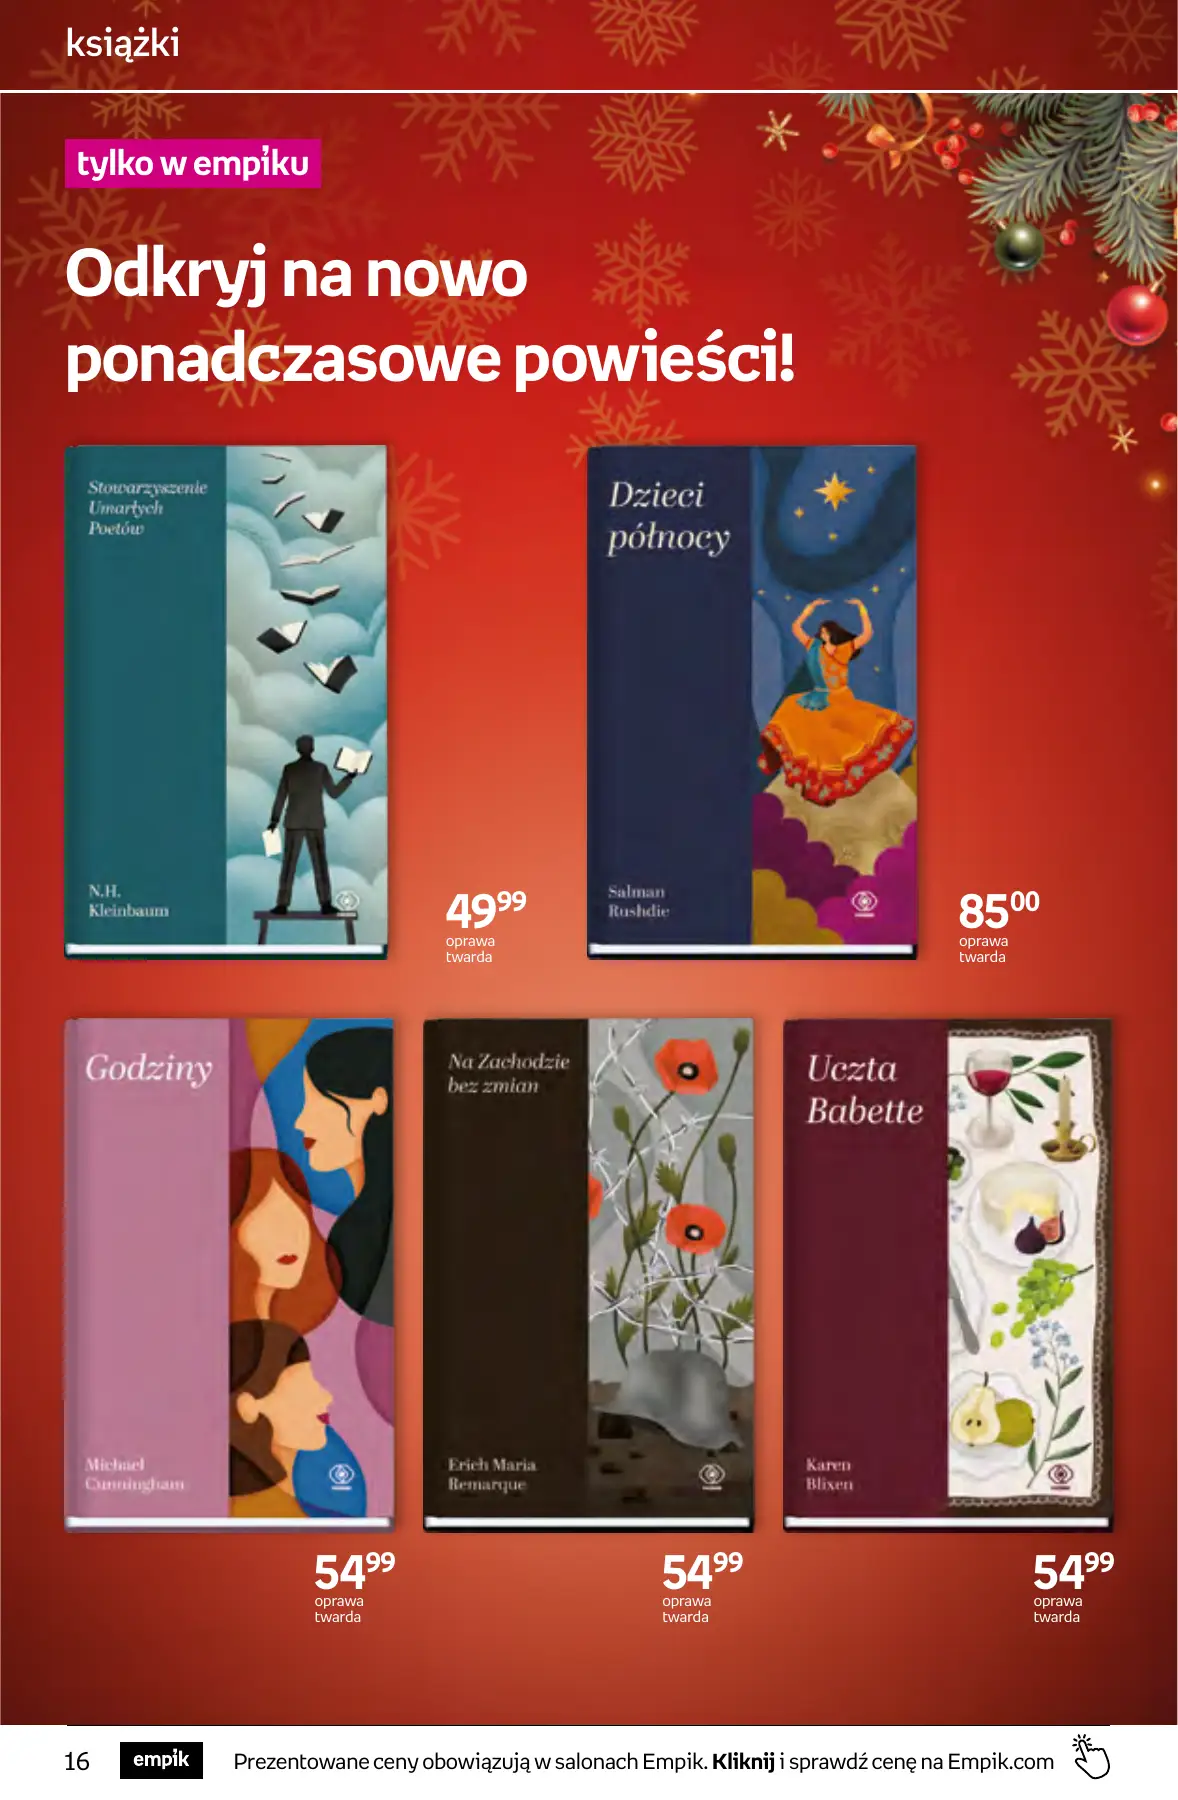 książki
tylko w empiku
Odkryj na nowo
ponadczasowe powieści!
Stowarzyszenie
Umarłych
Poetów
N.H.
Kleinbaum
49⁹⁹
oprawa
twarda
Dzieci
północy
Salman
Rushdie
85⁰⁰
oprawa
twarda
Godziny
Michael
Cunningham
54⁹⁹
oprawa
twarda
Na Zachodzie
bez zmian
Erich Maria
Remarque
54⁹⁹
oprawa
twarda
Uczta
Babette
Karen
Blixen
54⁹⁹
oprawa
twarda
16
empik
Prezentowane ceny obowiązują w salonach Empik. Kliknij i sprawdź cenę na Empik.com